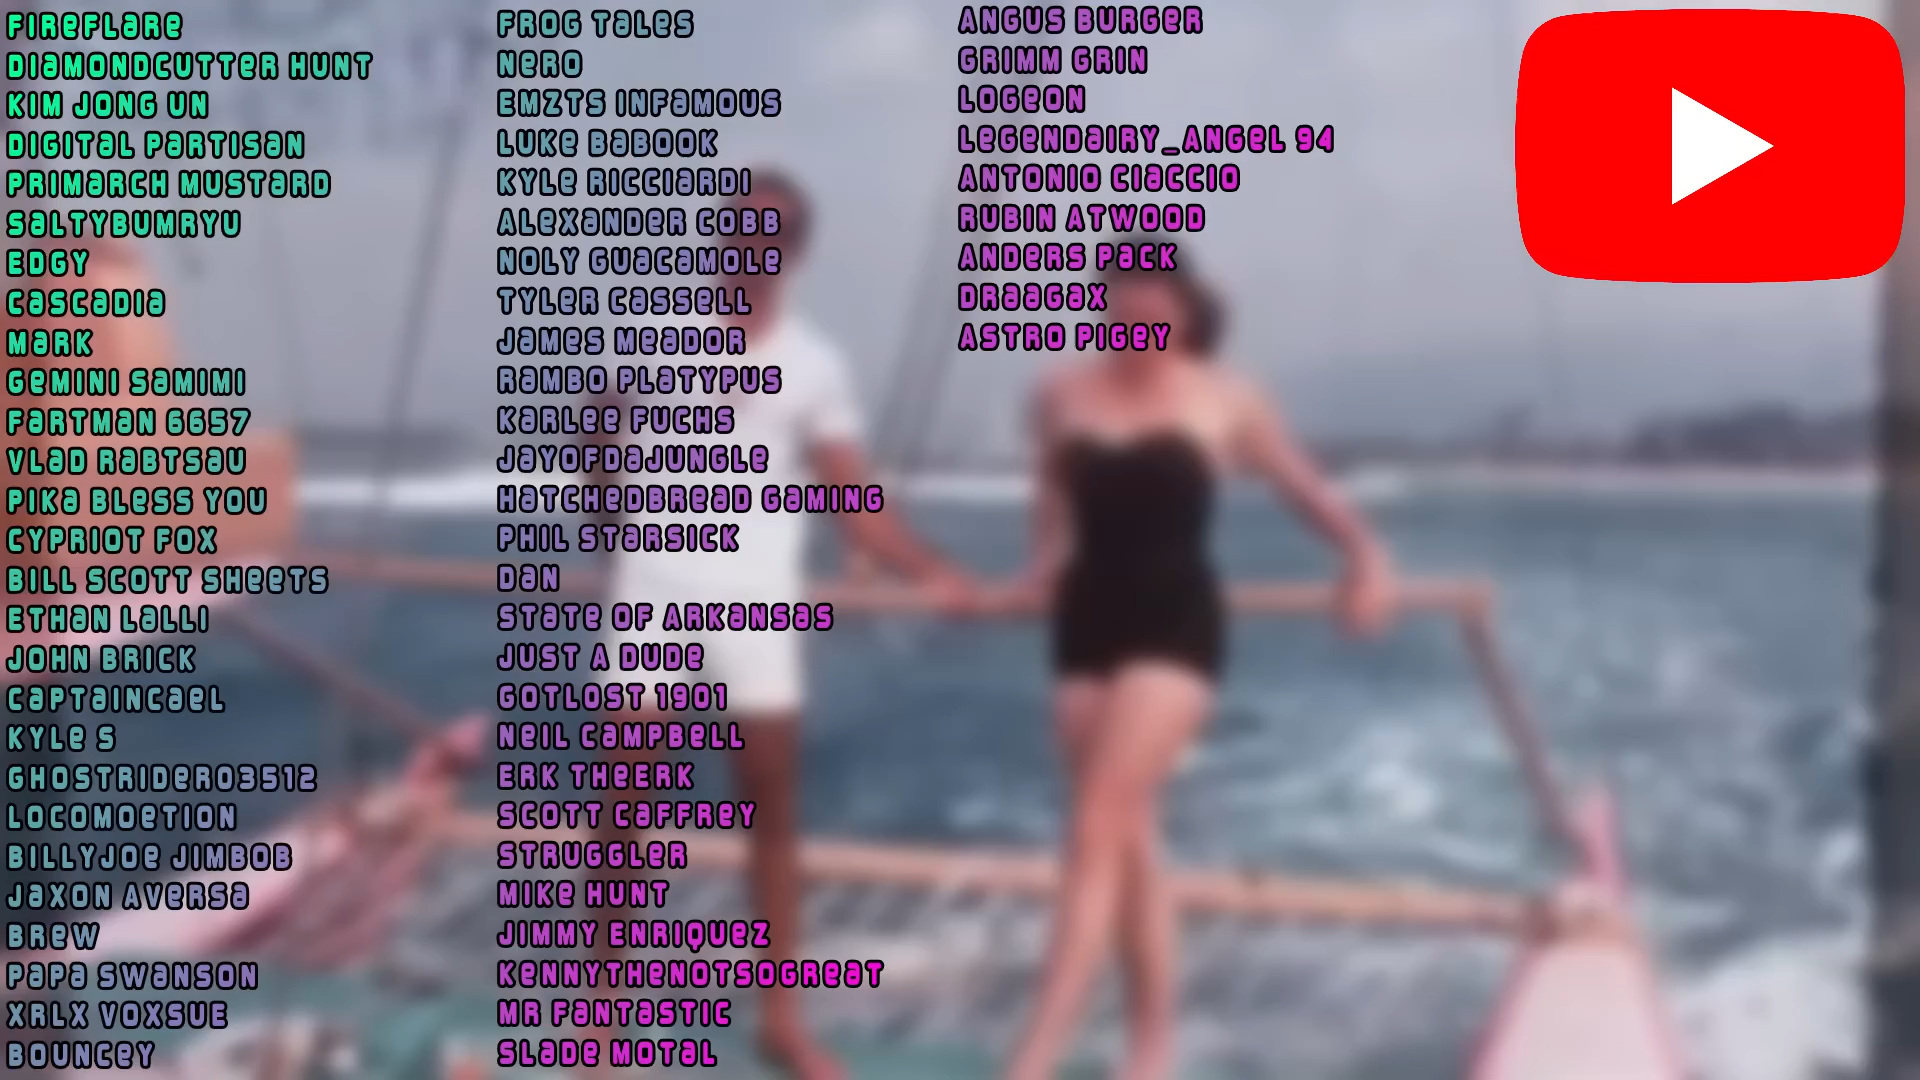 FIREFLARE
DIAMONDCUTTER HUNT
KIM JONG UN
DIGITAL PARTISAN
PRIMARCH MUSTARD
SALTYBUMRYU
EDGY
CASCADIA
MARK
GEMINI SAMIMI
FARTMAN 6657
VLAD RABTSAU
PIKA BLESS YOU
CYPRIOT FOX
BILL SCOTT SHEETS
ETHAN LALLI
JOHN BRICK
CAPTAINCAEL
KYLE S
GHOSTRIDER03512
LOCOMOETION
BILLYJOE JIMBOB
JAXON AVERSA
BREW
PAPA SWANSON
XRLX VOXSUE
BOUNCEY
FROG TALES
NERO
EMZTS INFAMOUS
LUKE BABOOK
KYLE RICCIARDI
ALEXANDER COBB
NOLY GUACAMOLE
TYLER CASSELL
JAMES MEADOR
RAMBO PLATYPUS
KARLEE FUCHS
JAYOFDAJUNGLE
HATCHEDBREAD GAMING
PHIL STARSICK
DAN
STATE OF ARKANSAS
JUST A DUDE
GOTLOST 1901
NEIL CAMPBELL
ERK THEERK
SCOTT CAFFREY
STRUGGLER
MIKE HUNT
JIMMY ENRIQUEZ
KENNYTHENOTSOGREAT
MR FANTASTIC
SLADE MOTAL
ANGUS BURGER
GRIMM GRIN
LOGEON
LEGENDAIRY_ANGEL 94
ANTONIO CIACCIO
RUBIN ATWOOD
ANDERS PACK
DRAAGAX
ASTRO PIGEY